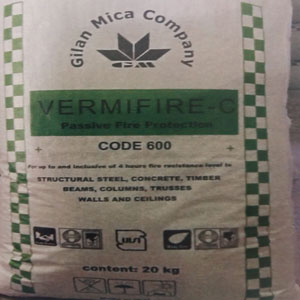 Gilan Mica Company
GM
VERMIFIRE-C
Passive Fire Protection
CODE 600
For up to and inclusive of 4 hours fire resistance level in
STRUCTURAL STEEL, CONCRETE, TIMBER
BEAMS, COLUMNS, TRUSSES
WALLS AND CEILINGS
content: 20 kg